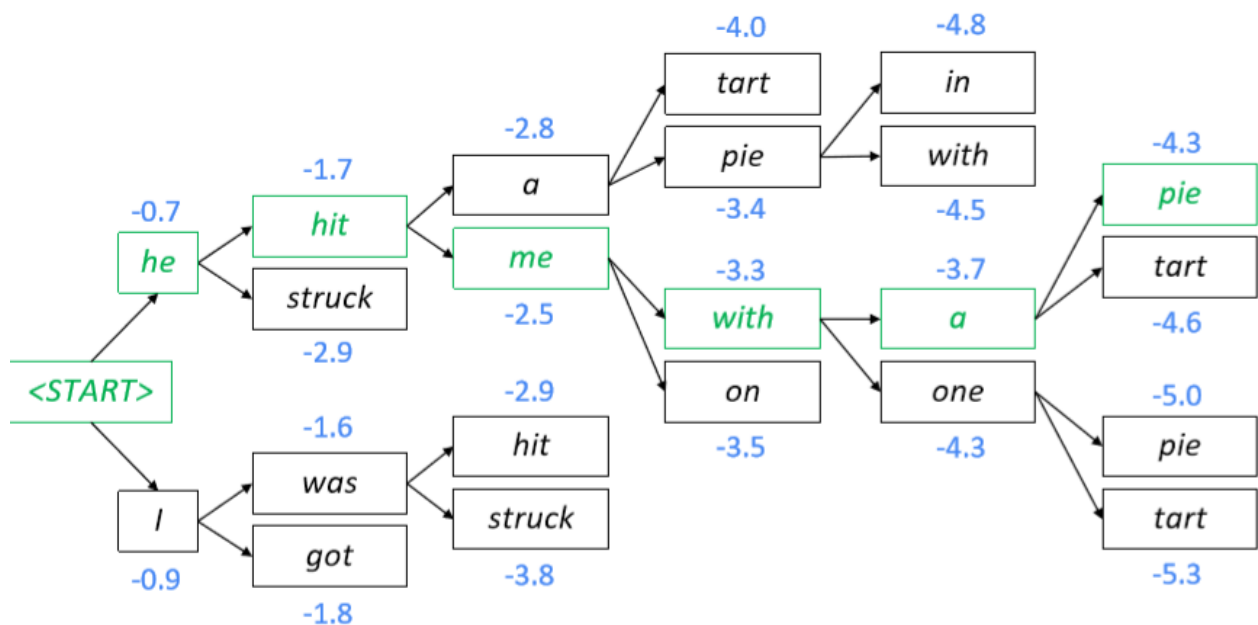 -4.0 -4.8
tart in
-2.8
pie with
-4.3
-1.7
a
pie
-0.7
-3.4 -4.5
hit
me
he
-3.3 -3.7
tart
struck
-2.5
with a
-4.6
-2.9
<START>
-2.9
on one
-5.0
-1.6
hit
-3.5 -4.3
pie
was
I
struck
tart
got
-0.9
-3.8
-5.3
-1.8